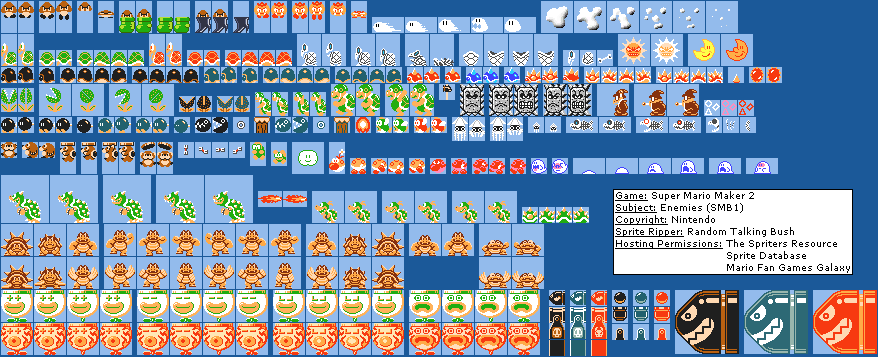 Game: Super Mario Maker 2
Subject: Enemies (SMB1)
Copyright: Nintendo
Sprite Ripper: Random Talking Bush
Hosting Permissions: The Spriters Resource
Sprite Database
Mario Fan Games Galaxy